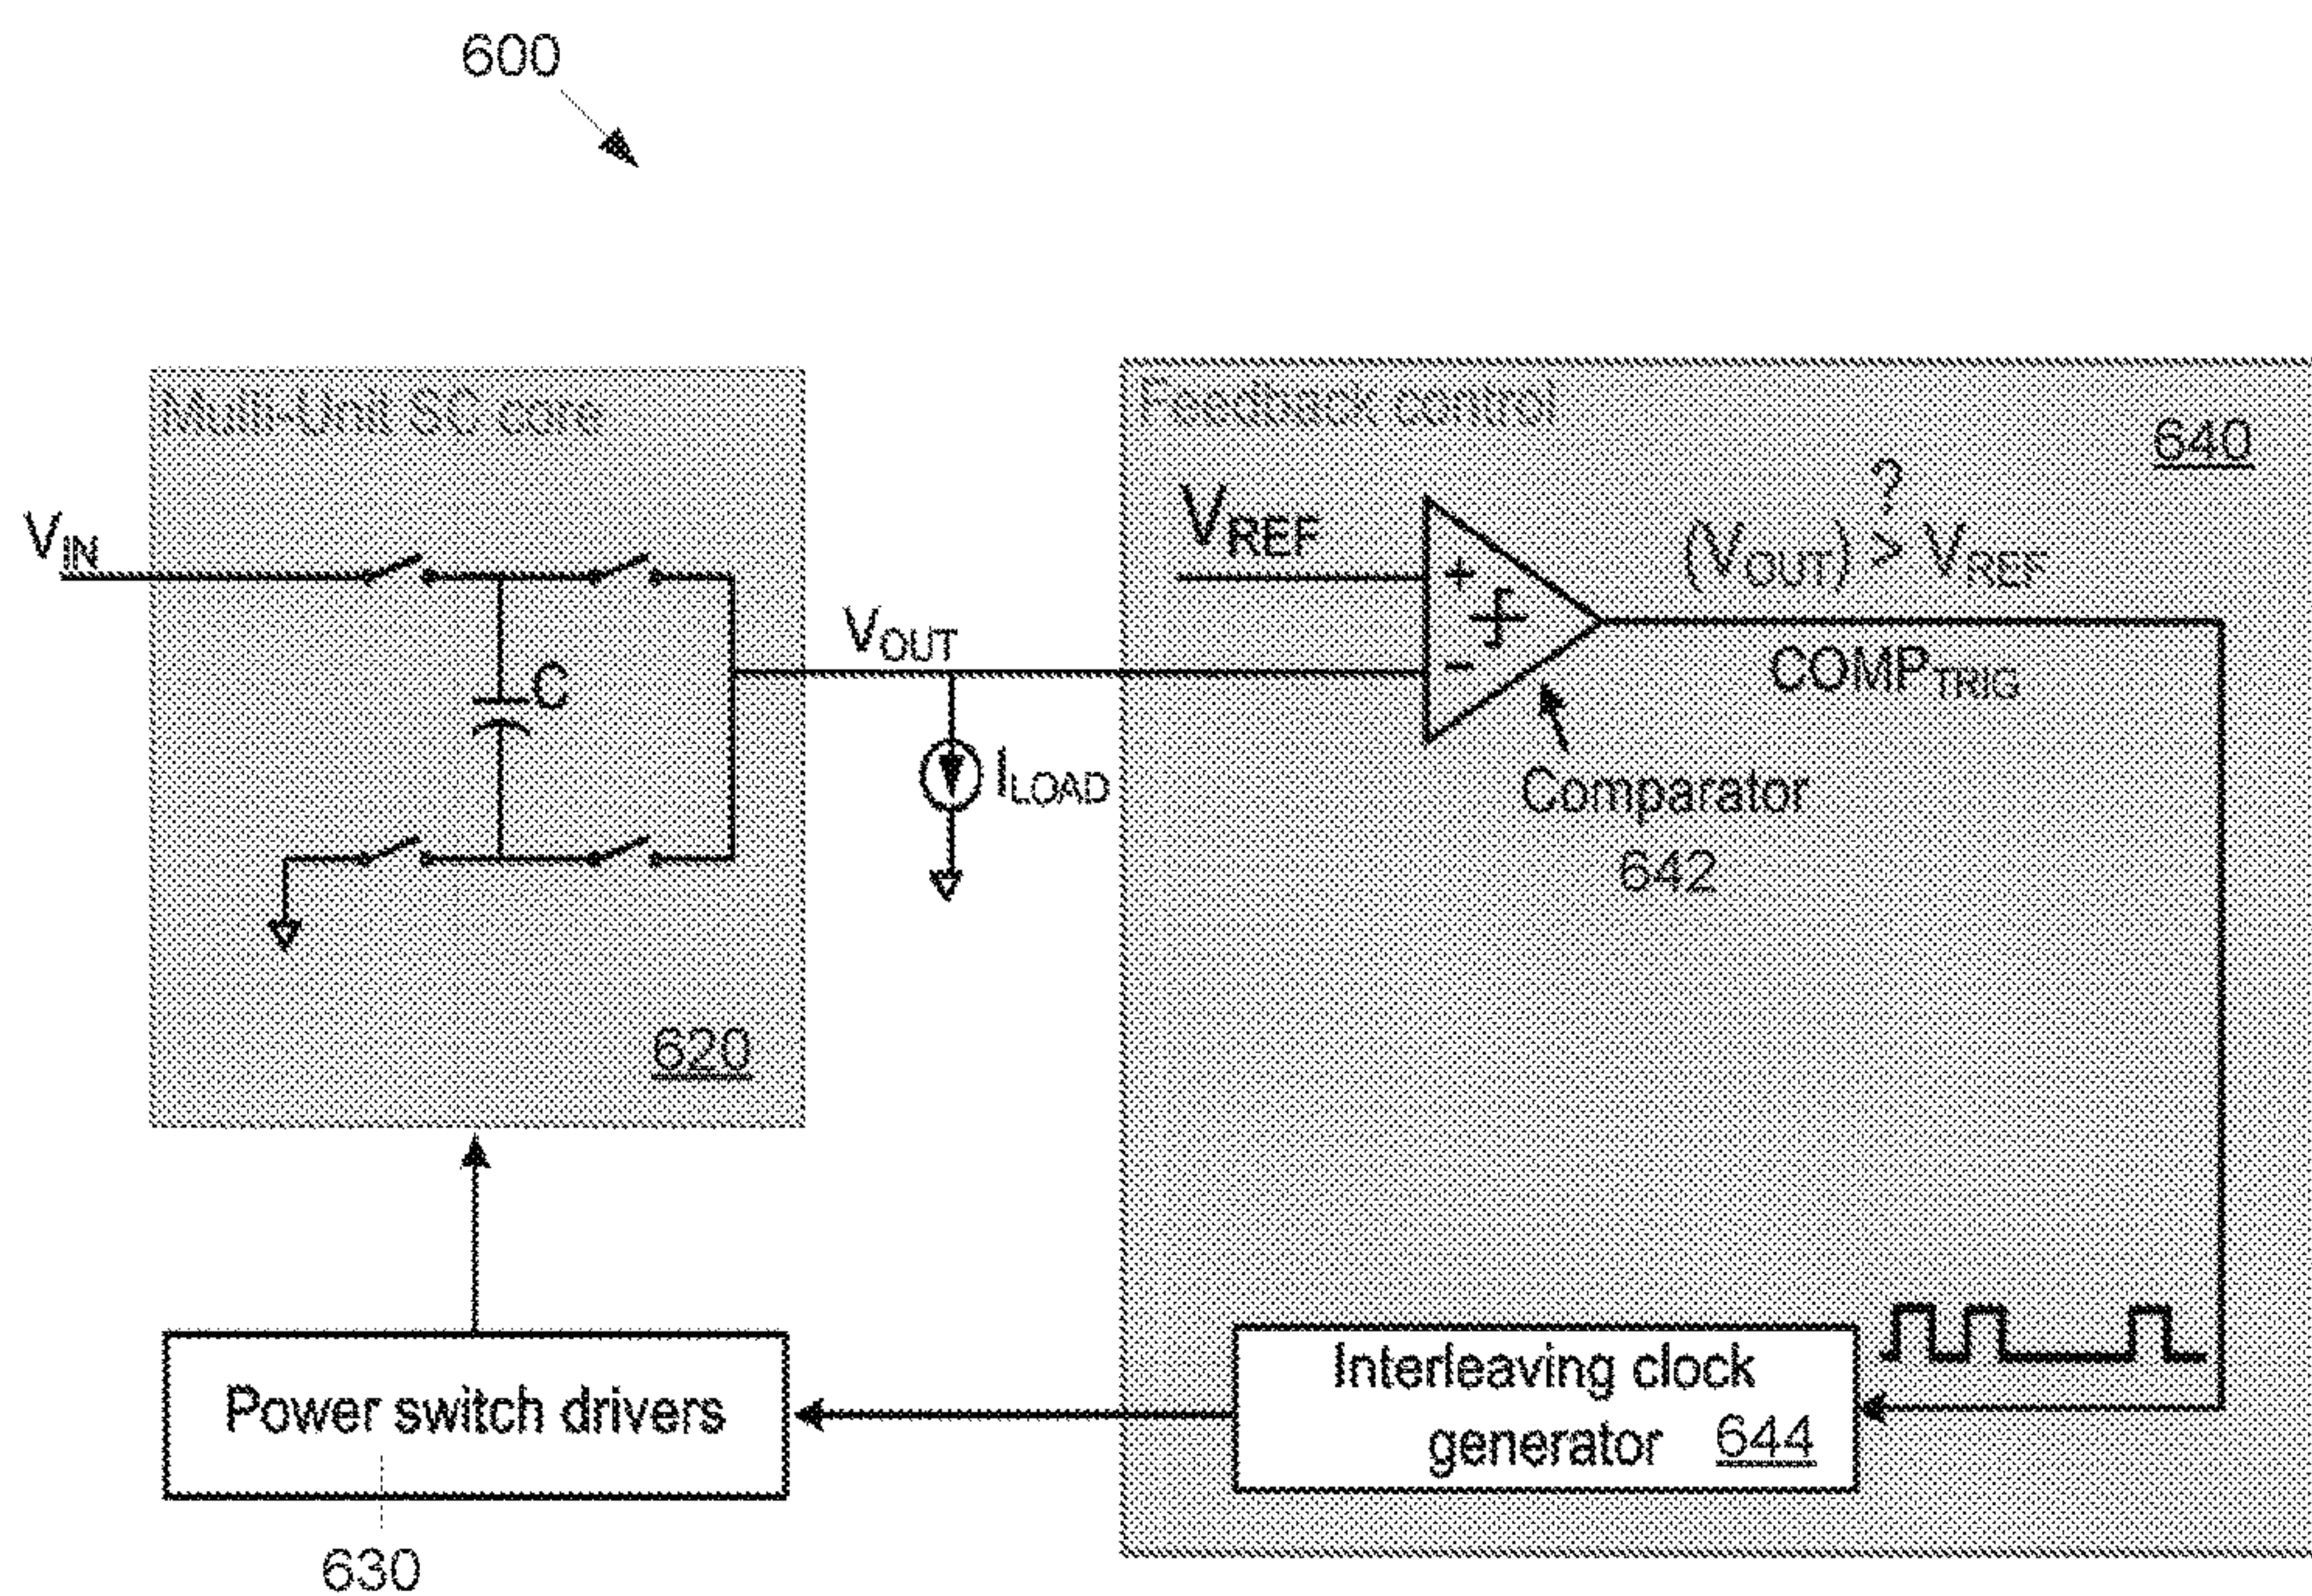 600
Multi-Unit SC core
Feedback control
640
VIN
VREF
+
−
?
(VOUT) > VREF
COMPTRIG
VOUT
C
ILOAD
Comparator
642
620
Power switch drivers
630
Interleaving clock
generator 644